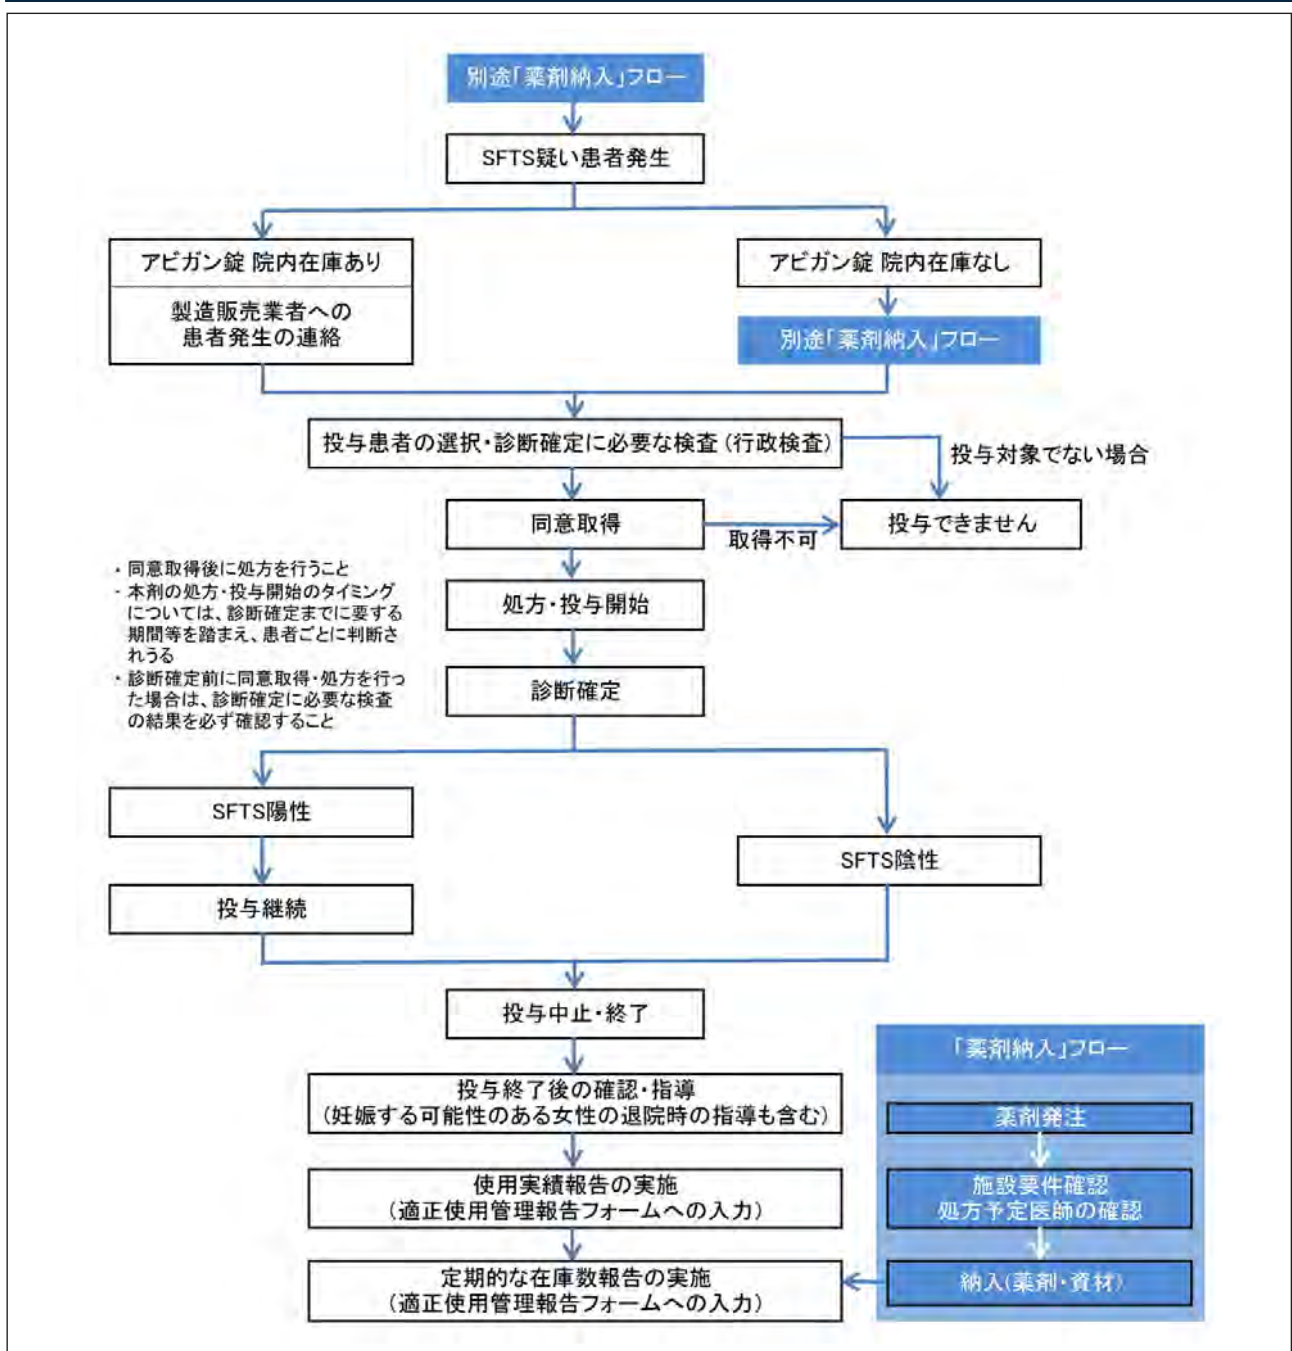 別途「薬剤納入」フロー
SFTS疑い患者発生
アビガン錠 院内在庫あり
製造販売業者への
患者発生の連絡
アビガン錠 院内在庫なし
別途「薬剤納入」フロー
投与患者の選択・診断確定に必要な検査(行政検査)
投与対象でない場合
同意取得
取得不可
投与できません
・同意取得後に処方を行うこと
・本剤の処方・投与開始のタイミング
については、診断確定までに要する
期間等を踏まえ、患者ごとに判断さ
れうる
・診断確定前に同意取得・処方を行っ
た場合は、診断確定に必要な検査
の結果を必ず確認すること
処方・投与開始
診断確定
SFTS陽性
投与継続
SFTS陰性
投与中止・終了
投与終了後の確認・指導
(妊娠する可能性のある女性の退院時の指導も含む)
使用実績報告の実施
(適正使用管理報告フォームへの入力)
定期的な在庫数報告の実施
(適正使用管理報告フォームへの入力)
「薬剤納入」フロー
薬剤発注
施設要件確認
処方予定医師の確認
納入(薬剤・資材)